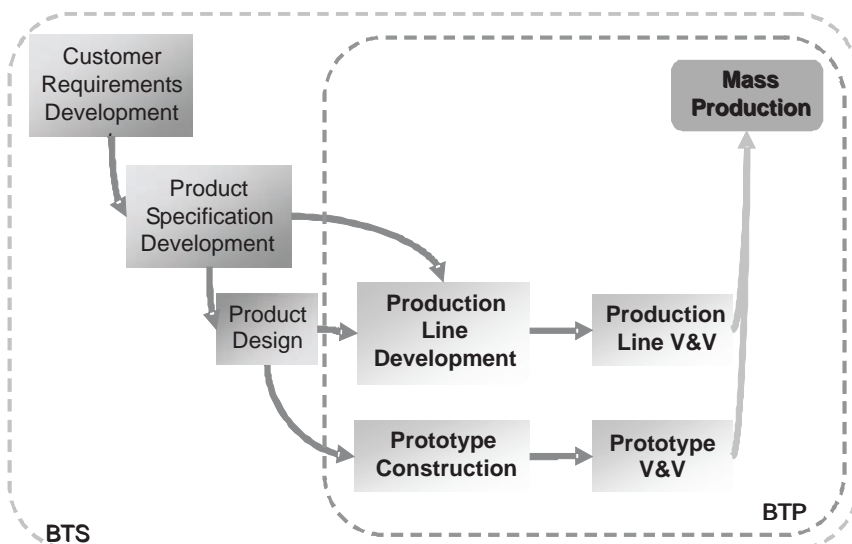 Customer
Requirements
Development
Mass
Production
Product
Specification
Development
Product
Design
Production
Line
Development
Production
Line V&V
Prototype
Construction
Prototype
V&V
BTP
BTS